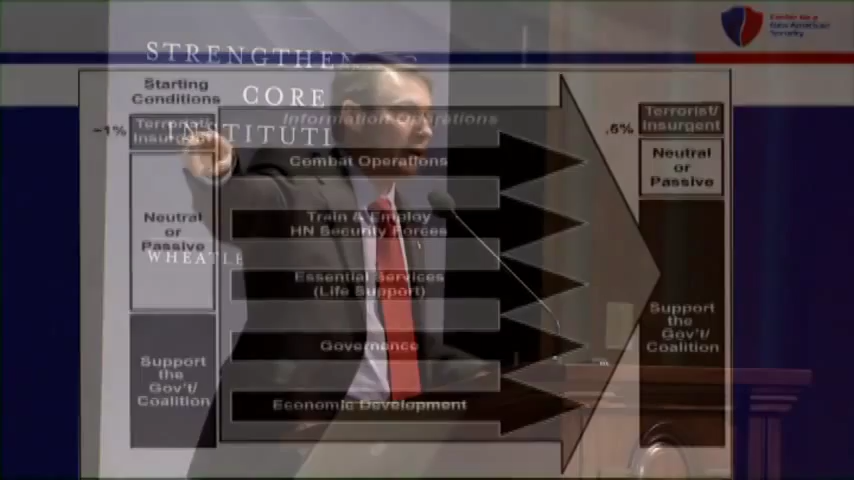 Center for a
New American
Security
STRENGTHEN
CORE
INSTITUTI
WHEATLE
Starting
Conditions
~1%
Terrorist/
Insurgent
Neutral
or
Passive
Support
the
Gov't/
Coalition
Information Operations
Combat Operations
Train & Employ
HN Security Forces
Essential Services
(Life Support)
Governance
Economic Development
.5%
Terrorist/
Insurgent
Neutral
or
Passive
Support
the
Gov't/
Coalition